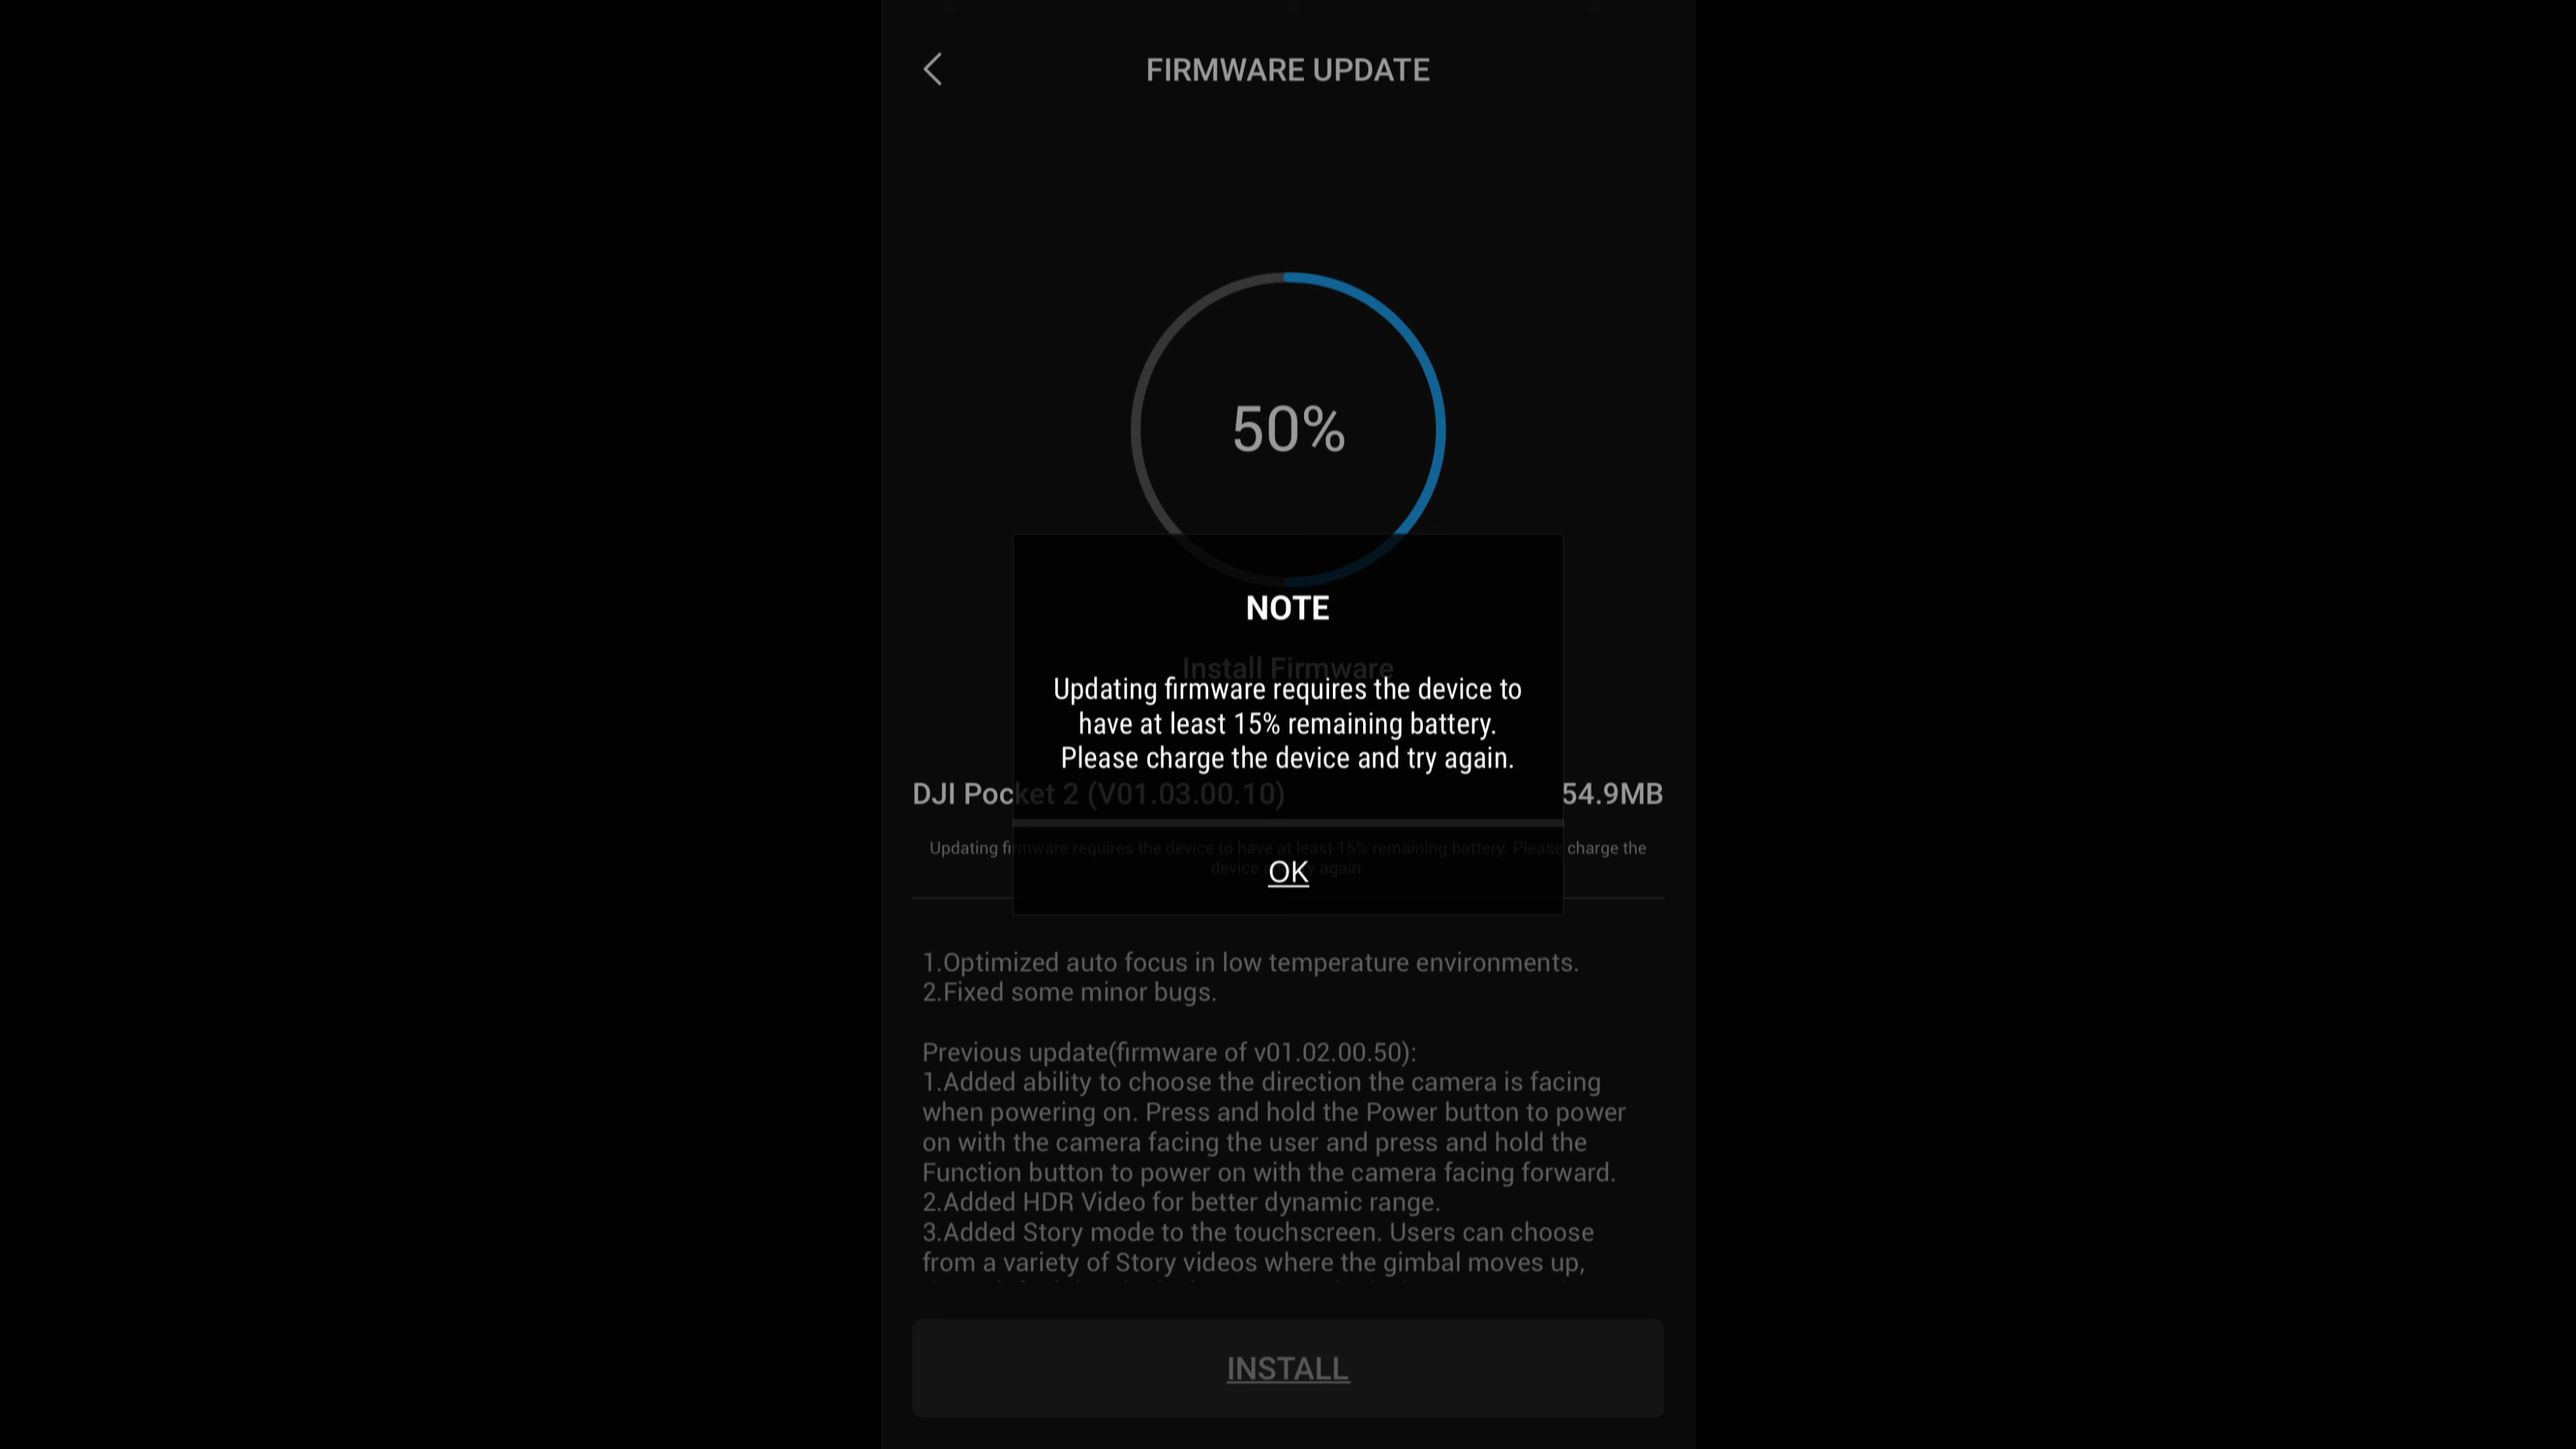 FIRMWARE UPDATE
50%
NOTE
Install Firmware
Updating firmware requires the device to
have at least 15% remaining battery.
Please charge the device and try again.
DJI Pocket 2 (V01.03.00.10)
54.9MB
Updating firmware requires the device to have at least 15% remaining battery. Please charge the
device again.
OK
1.Optimized auto focus in low temperature environments.
2.Fixed some minor bugs.
Previous update(firmware of v01.02.00.50):
1.Added ability to choose the direction the camera is facing
when powering on. Press and hold the Power button to power
on with the camera facing the user and press and hold the
Function button to power on with the camera facing forward.
2.Added HDR Video for better dynamic range.
3.Added Story mode to the touchscreen. Users can choose
from a variety of Story videos where the gimbal moves up,
INSTALL